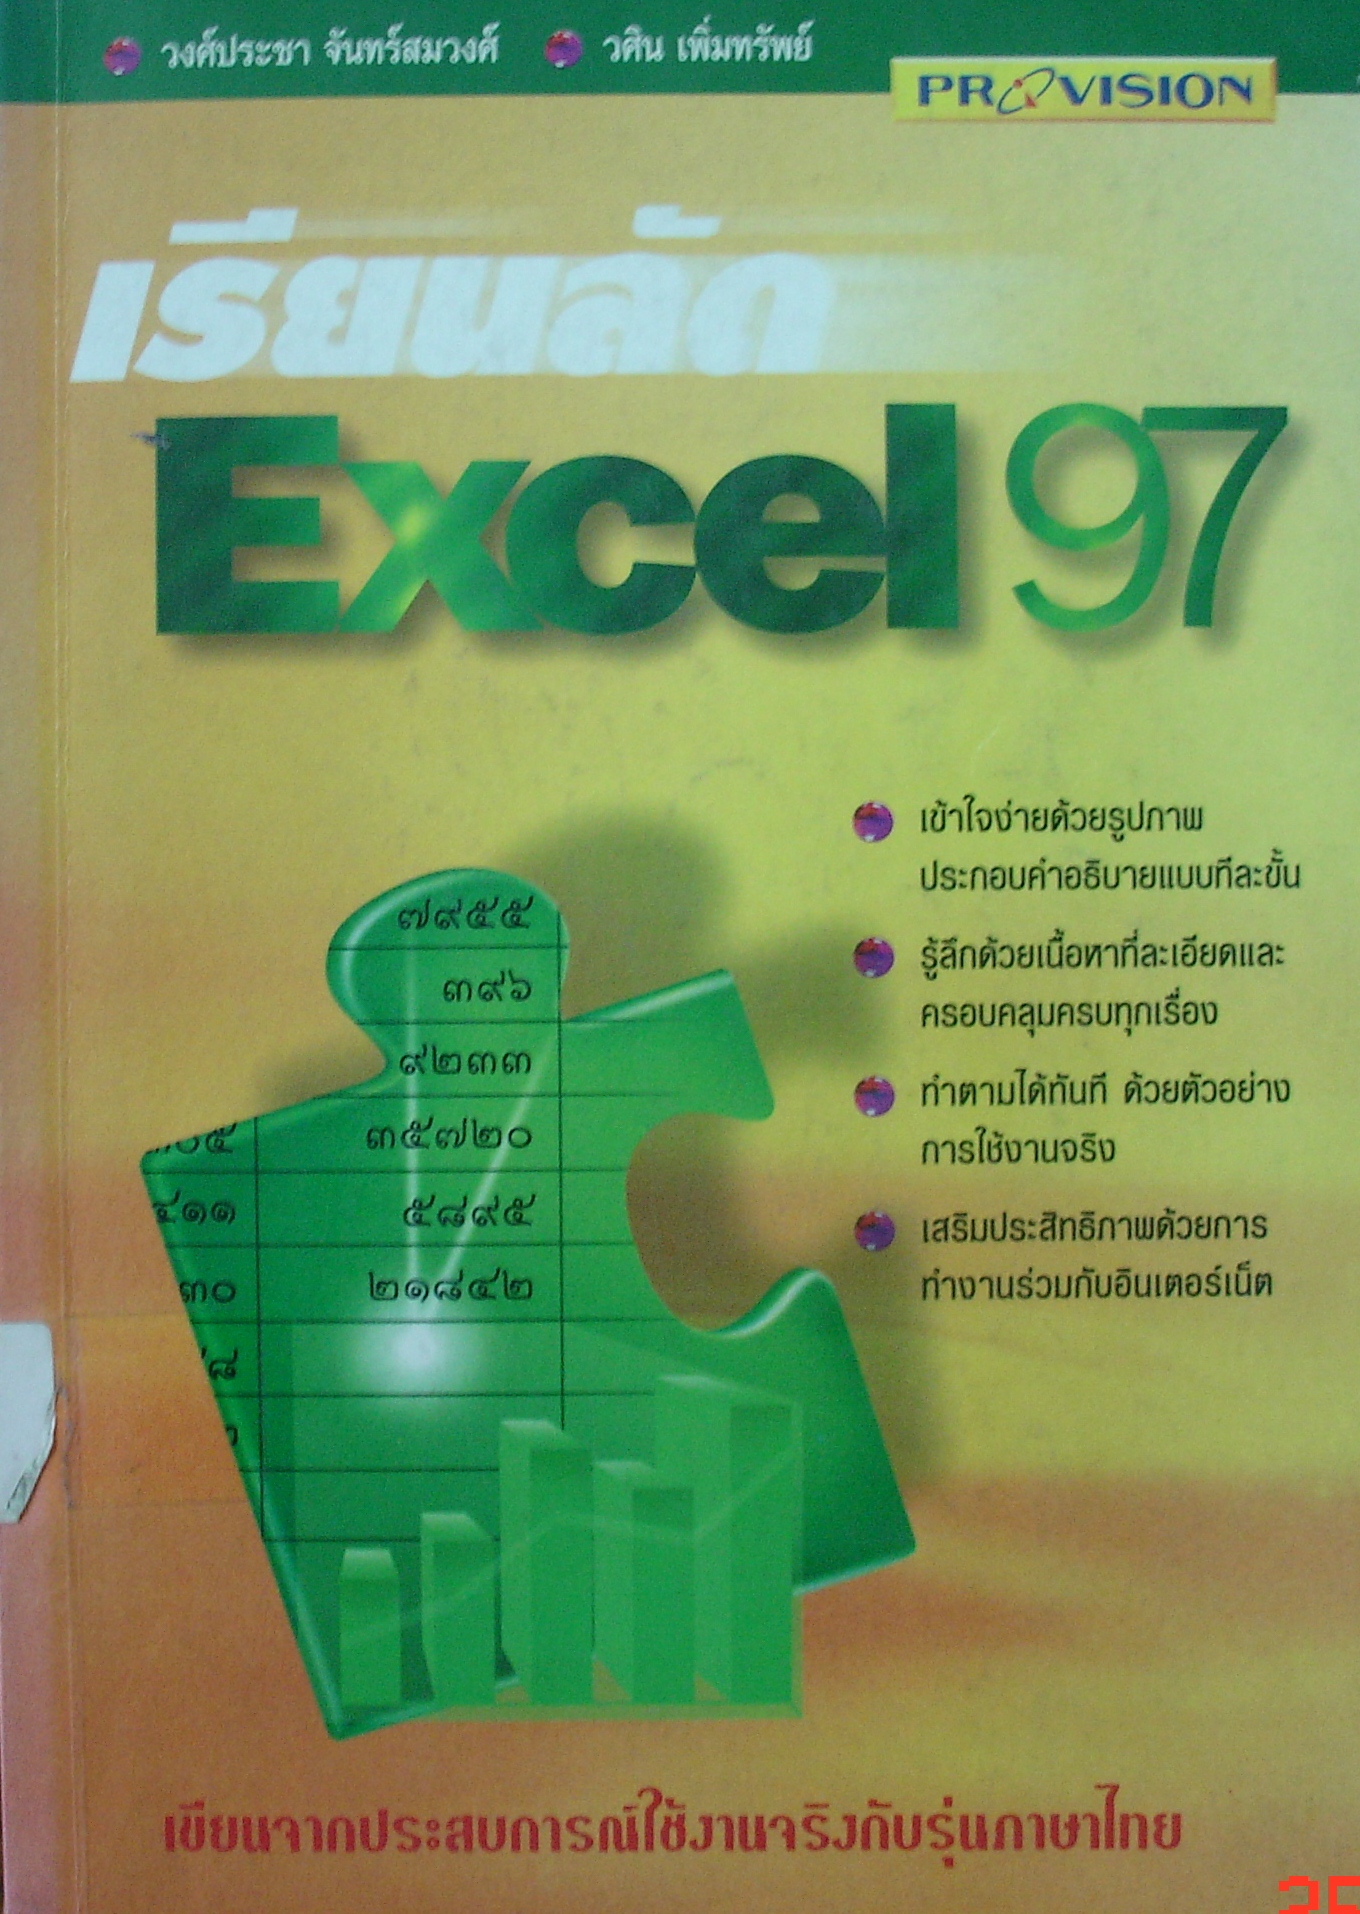 วงศ์ประชา จันทร์สมวงศ์ วศิน เพิ่มทรัพย์
PROVISION
เรียนลัด
Excel 97
เข้าใจง่ายด้วยรูปภาพ
ประกอบคำอธิบายแบบทีละขั้น
รู้ลึกด้วยเนื้อหาที่ละเอียดและ
ครอบคลุมครบทุกเรื่อง
ทำตามได้ทันที ด้วยตัวอย่าง
การใช้งานจริง
เสริมประสิทธิภาพด้วยการ
ทำงานร่วมกับอินเตอร์เน็ต
๗๙๕๕
๓๙๖
๙๒๓๓
๓๕๗๒๐
๔๑๑ ๕๘๙๕
๓๐ ๒๑๘๔๒
เขียนจากประสบการณ์ใช้งานจริงกับรุ่นภาษาไทย